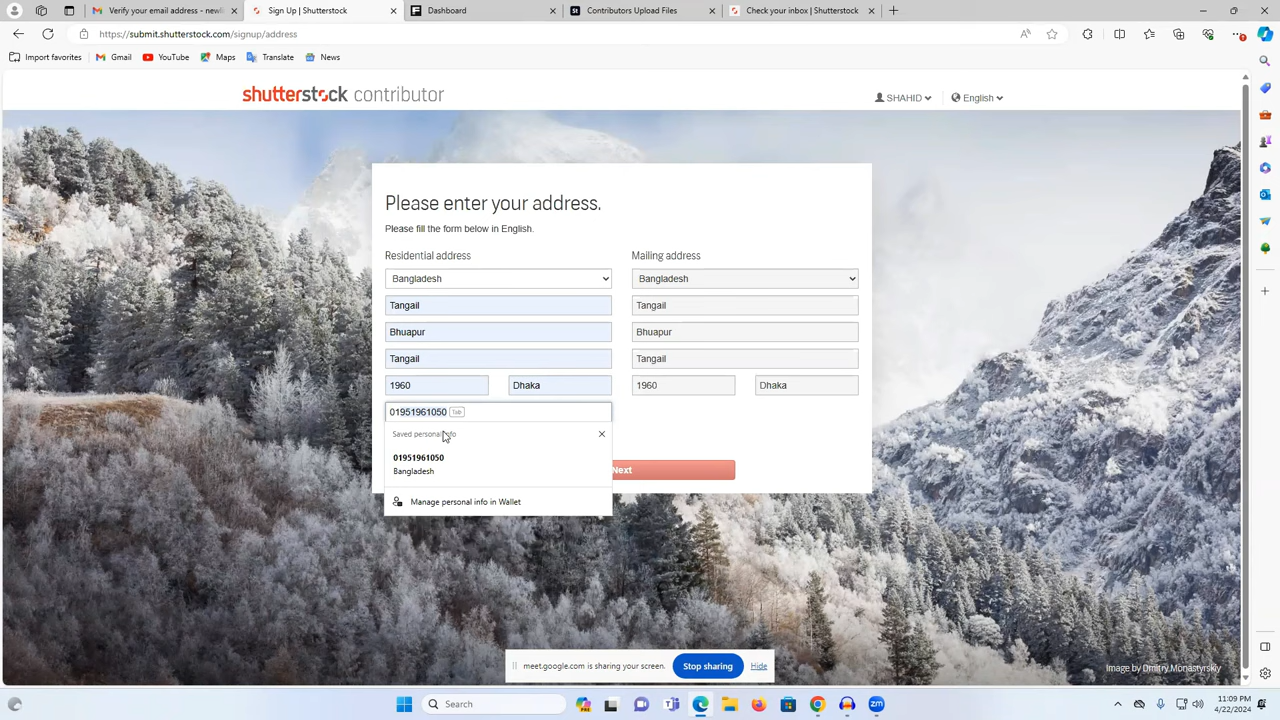 Verify your email address - newf
Sign Up | Shutterstock
Dashboard
Contributors Upload Files
Check your inbox | Shutterstock
https://submit.shutterstock.com/signup/address
Import favorites
Gmail
YouTube
Maps
Translate
News
shutterstock contributor
SHAHID
English
Please enter your address.
Please fill the form below in English.
Residential address
Mailing address
Bangladesh
Bangladesh
Tangail
Tangail
Bhuapur
Bhuapur
Tangail
Tangail
1960
Dhaka
1960
Dhaka
01951961050
Tab
Saved personal info
01951961050
Bangladesh
Next
Manage personal info in Wallet
meet.google.com is sharing your screen.
Stop sharing
Hide
Image by Dmitry Monastyrskiy
Search
11:09 PM
4/22/2024